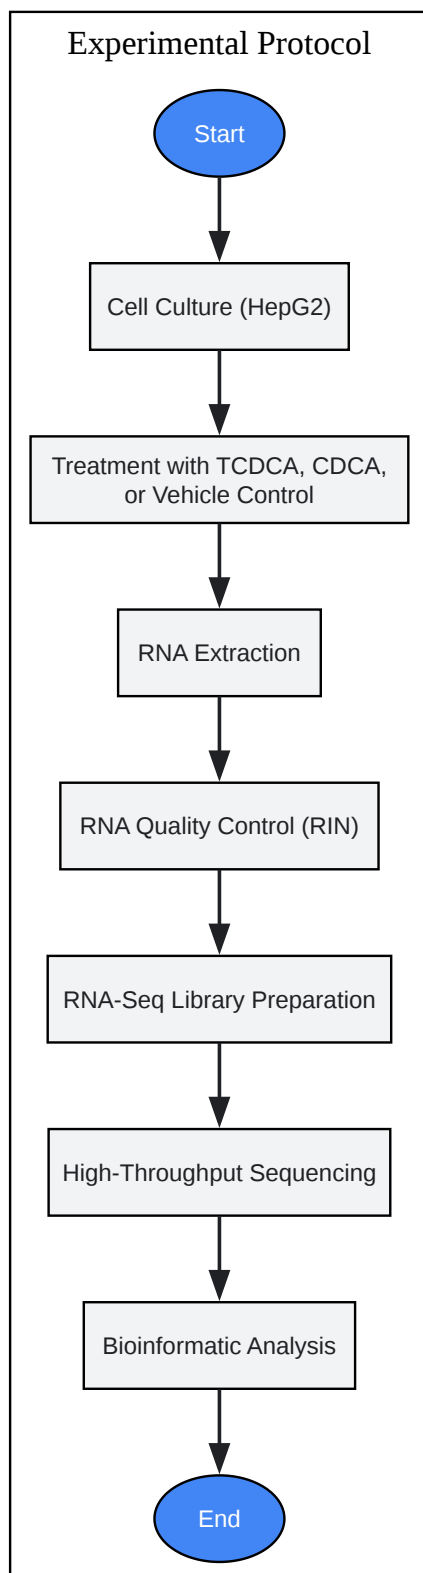 Experimental Protocol
Start
Cell Culture (HepG2)
Treatment with TCDCA, CDCA,
or Vehicle Control
RNA Extraction
RNA Quality Control (RIN)
RNA-Seq Library Preparation
High-Throughput Sequencing
Bioinformatic Analysis
End